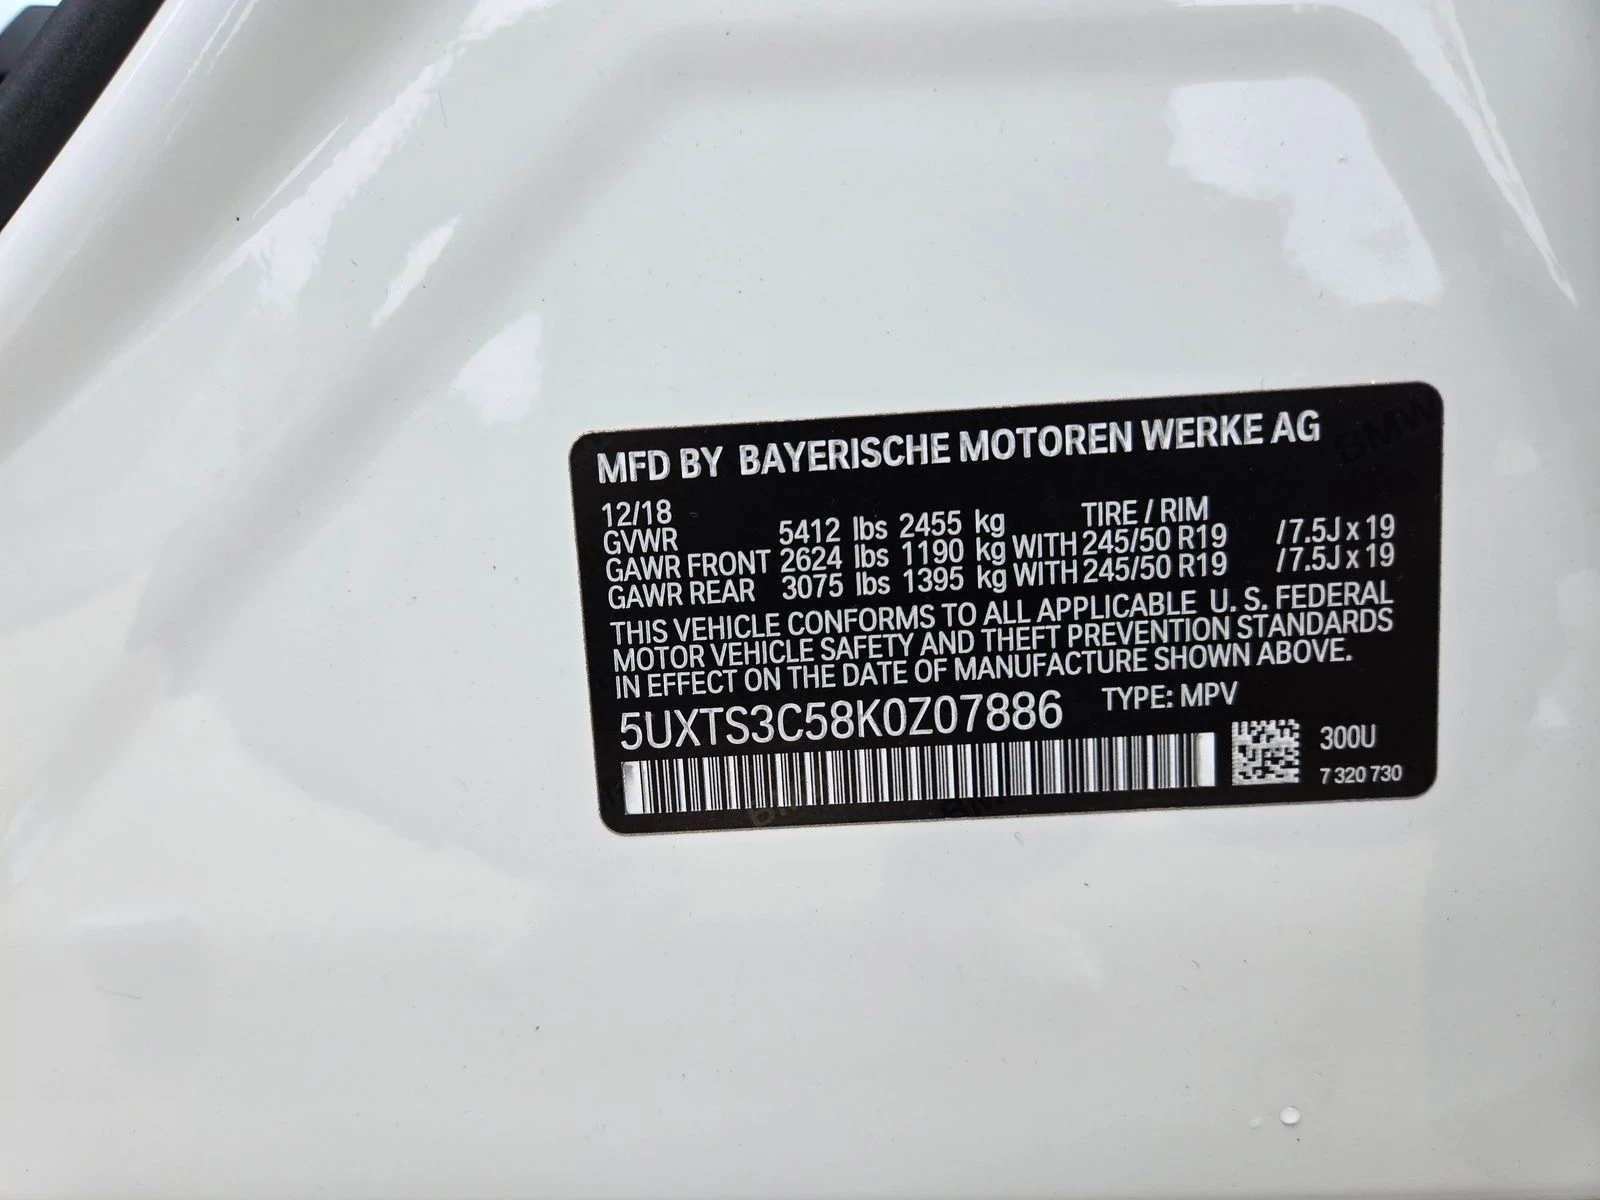 MFD BY BAYERISCHE MOTOREN WERKE AG
12/18 TIRE / RIM
GVWR 5412 lbs 2455 kg
GAWR FRONT 2624 lbs 1190 kg WITH 245/50 R19 /7.5J x 19
GAWR REAR 3075 lbs 1395 kg WITH 245/50 R19 /7.5J x 19
THIS VEHICLE CONFORMS TO ALL APPLICABLE U. S. FEDERAL
MOTOR VEHICLE SAFETY AND THEFT PREVENTION STANDARDS
IN EFFECT ON THE DATE OF MANUFACTURE SHOWN ABOVE.
5UXTS3C58K0Z07886 TYPE: MPV
300U
7 320 730
BMW